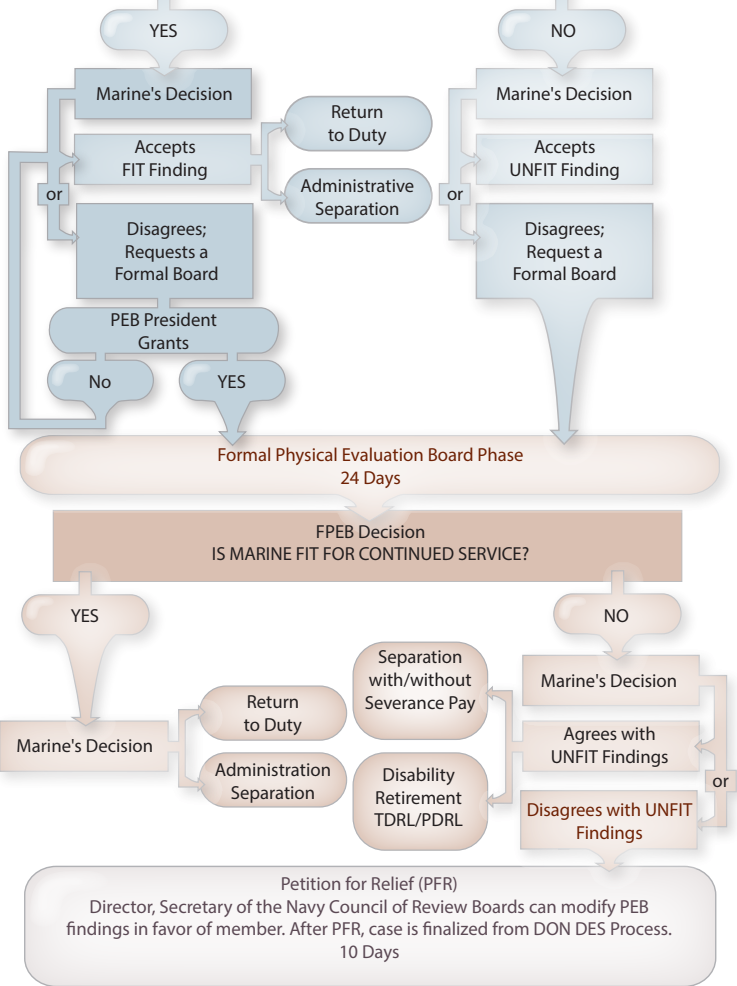 YES
NO
Marine's Decision
Accepts
FIT Finding
or
Disagrees;
Requests a
Formal Board
Return
to Duty
Administrative
Separation
PEB President
Grants
No
YES
Marine's Decision
Accepts
UNFIT Finding
or
Disagrees;
Request a
Formal Board
Formal Physical Evaluation Board Phase
24 Days
FPEB Decision
IS MARINE FIT FOR CONTINUED SERVICE?
YES
Marine's Decision
Return
to Duty
Administration
Separation
NO
Marine's Decision
Agrees with
UNFIT Findings
or
Disagrees with UNFIT
Findings
Separation
with/without
Severance Pay
Disability
Retirement
TDRL/PDRL
Petition for Relief (PFR)
Director, Secretary of the Navy Council of Review Boards can modify PEB
findings in favor of member. After PFR, case is finalized from DON DES Process.
10 Days